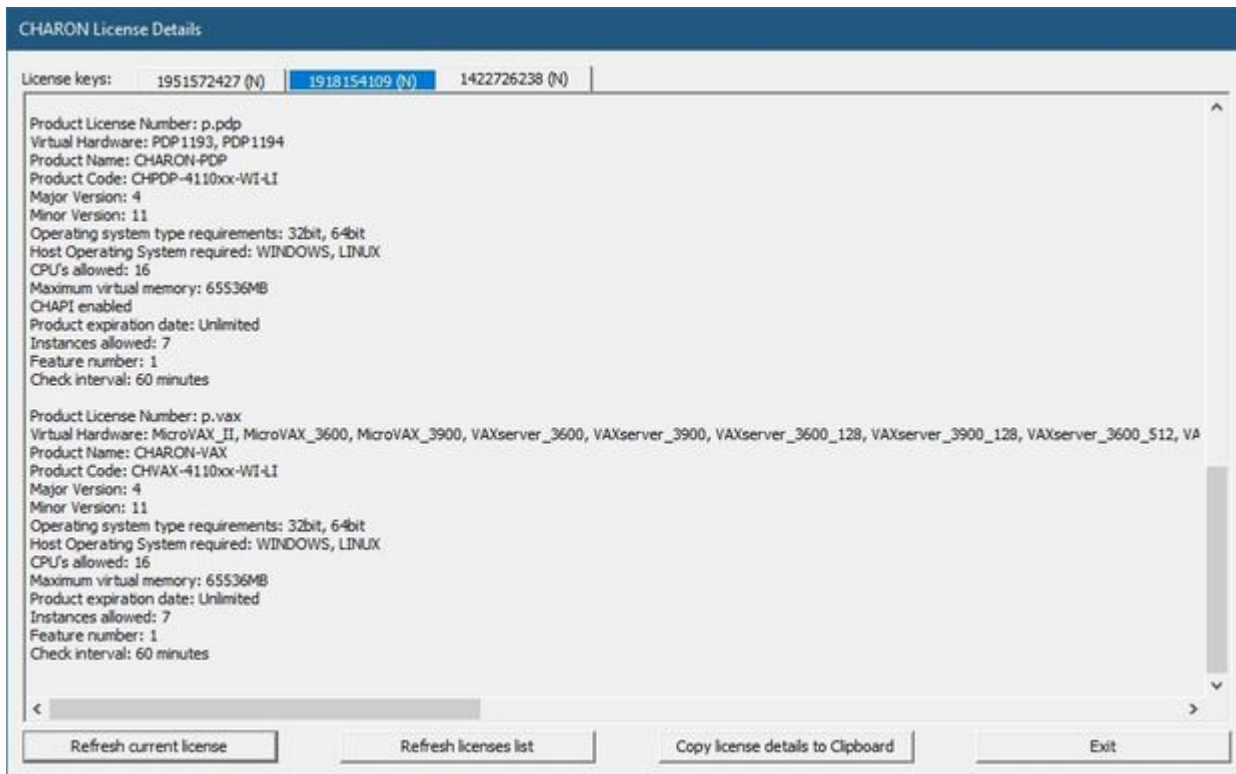 CHARON License Details
License keys: 1951572427 (N) 1918154109 (N) 1422726238 (N)
Product License Number: p.pdp
Virtual Hardware: PDP1193, PDP1194
Product Name: CHARON-PDP
Product Code: CHPDP-4110xx-WI-LI
Major Version: 4
Minor Version: 11
Operating system type requirements: 32bit, 64bit
Host Operating System required: WINDOWS, LINUX
CPU's allowed: 16
Maximum virtual memory: 65536MB
CHAPI enabled
Product expiration date: Unlimited
Instances allowed: 7
Feature number: 1
Check interval: 60 minutes
Product License Number: p.vax
Virtual Hardware: MicroVAX_II, MicroVAX_3600, MicroVAX_3900, VAXserver_3600, VAXserver_3900, VAXserver_3600_128, VAXserver_3900_128, VAXserver_3600_512, VA
Product Name: CHARON-VAX
Product Code: CHVAX-4110xx-WI-LI
Major Version: 4
Minor Version: 11
Operating system type requirements: 32bit, 64bit
Host Operating System required: WINDOWS, LINUX
CPU's allowed: 16
Maximum virtual memory: 65536MB
Product expiration date: Unlimited
Instances allowed: 7
Feature number: 1
Check interval: 60 minutes
Refresh current license Refresh licenses list Copy license details to Clipboard Exit